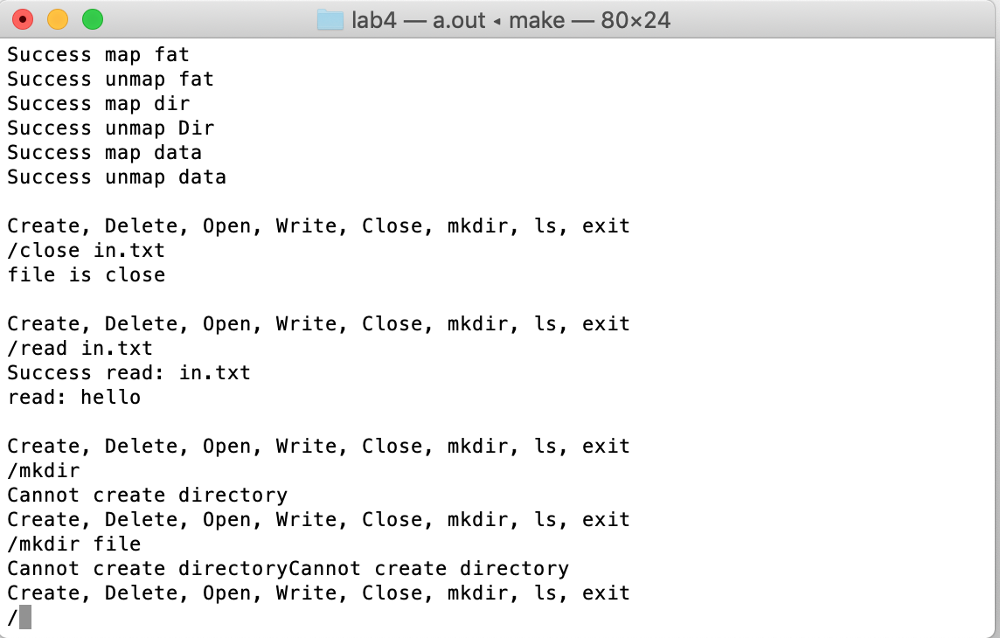 lab4 — a.out ◂ make — 80×24
Success map fat
Success unmap fat
Success map dir
Success unmap Dir
Success map data
Success unmap data
Create, Delete, Open, Write, Close, mkdir, ls, exit
/close in.txt
file is close
Create, Delete, Open, Write, Close, mkdir, ls, exit
/read in.txt
Success read: in.txt
read: hello
Create, Delete, Open, Write, Close, mkdir, ls, exit
/mkdir
Cannot create directory
Create, Delete, Open, Write, Close, mkdir, ls, exit
/mkdir file
Cannot create directoryCannot create directory
Create, Delete, Open, Write, Close, mkdir, ls, exit
/